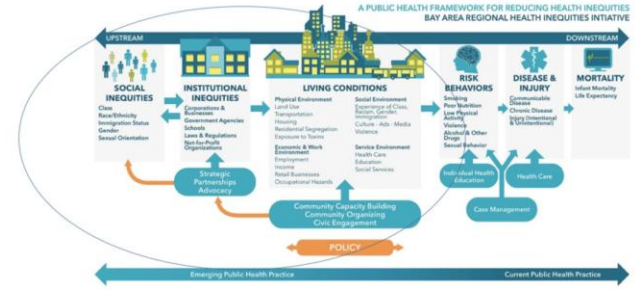 A PUBLIC HEALTH FRAMEWORK FOR REDUCING HEALTH INEQUITIES
BAY AREA REGIONAL HEALTH INEQUITIES INTIATIVE
UPSTREAM
DOWNSTREAM
SOCIAL
INEQUITIES
Class
Race/Ethnicity
Immigration Status
Gender
Sexual Orientation
INSTITUTIONAL
INEQUITIES
Corporations &
Businesses
Government Agencies
Schools
Laws & Regulations
Not-for-Profit
Organizations
LIVING CONDITIONS
Physical Environment
Land Use
Transportation
Housing
Residential Segregation
Exposure to Toxins
Economic & Work
Environment
Employment
Income
Retail Businesses
Occupational Hazards
Social Environment
Experience of Class,
Racism, Gender,
Immigration
Culture - Ads - Media
Violence
Service Environment
Health Care
Education
Social Services
RISK
BEHAVIORS
Smoking
Poor Nutrition
Low Physical
Activity
Violence
Alcohol & Other
Drugs
Sexual Behavior
DISEASE &
INJURY
Communicable
Disease
Chronic Disease
Injury (Intentional
& Unintentional)
MORTALITY
Infant Mortality
Life Expectancy
Strategic
Partnerships
Advocacy
Community Capacity Building
Community Organizing
Civic Engagement
Individual Health
Education
Health Care
Case Management
POLICY
Emerging Public Health Practice
Current Public Health Practice